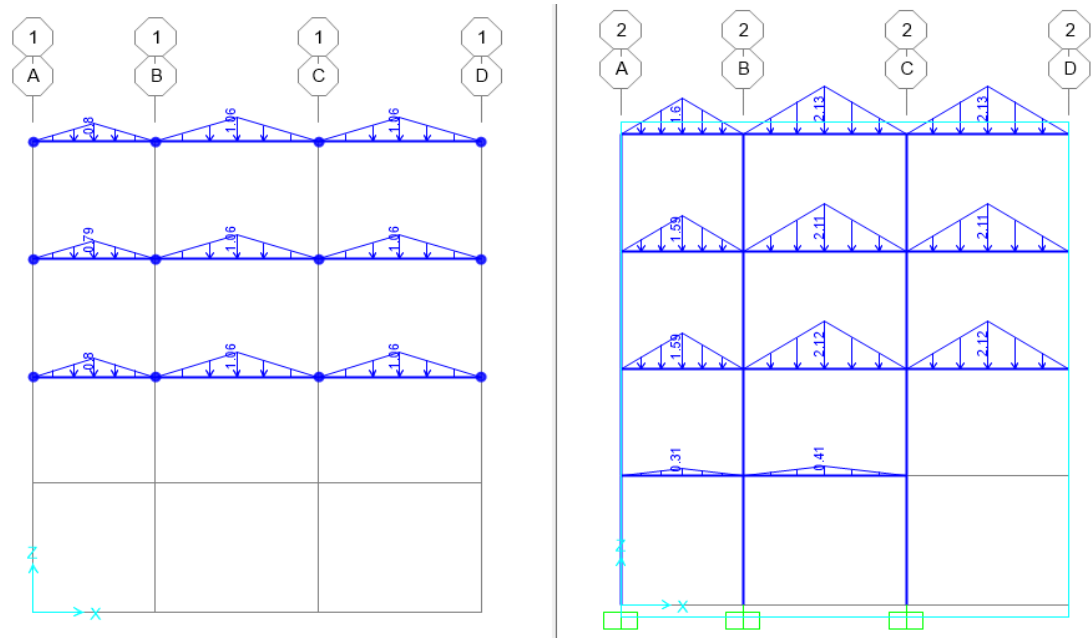 1 1 1 1
A B C D
0.8 1.06 1.06
0.79 1.06 1.06
0.8 1.06 1.06
Z
X
2 2 2 2
A B C D
1.6 2.13 2.13
1.59 2.11 2.11
1.59 2.12 2.12
0.31 0.41
Z
X